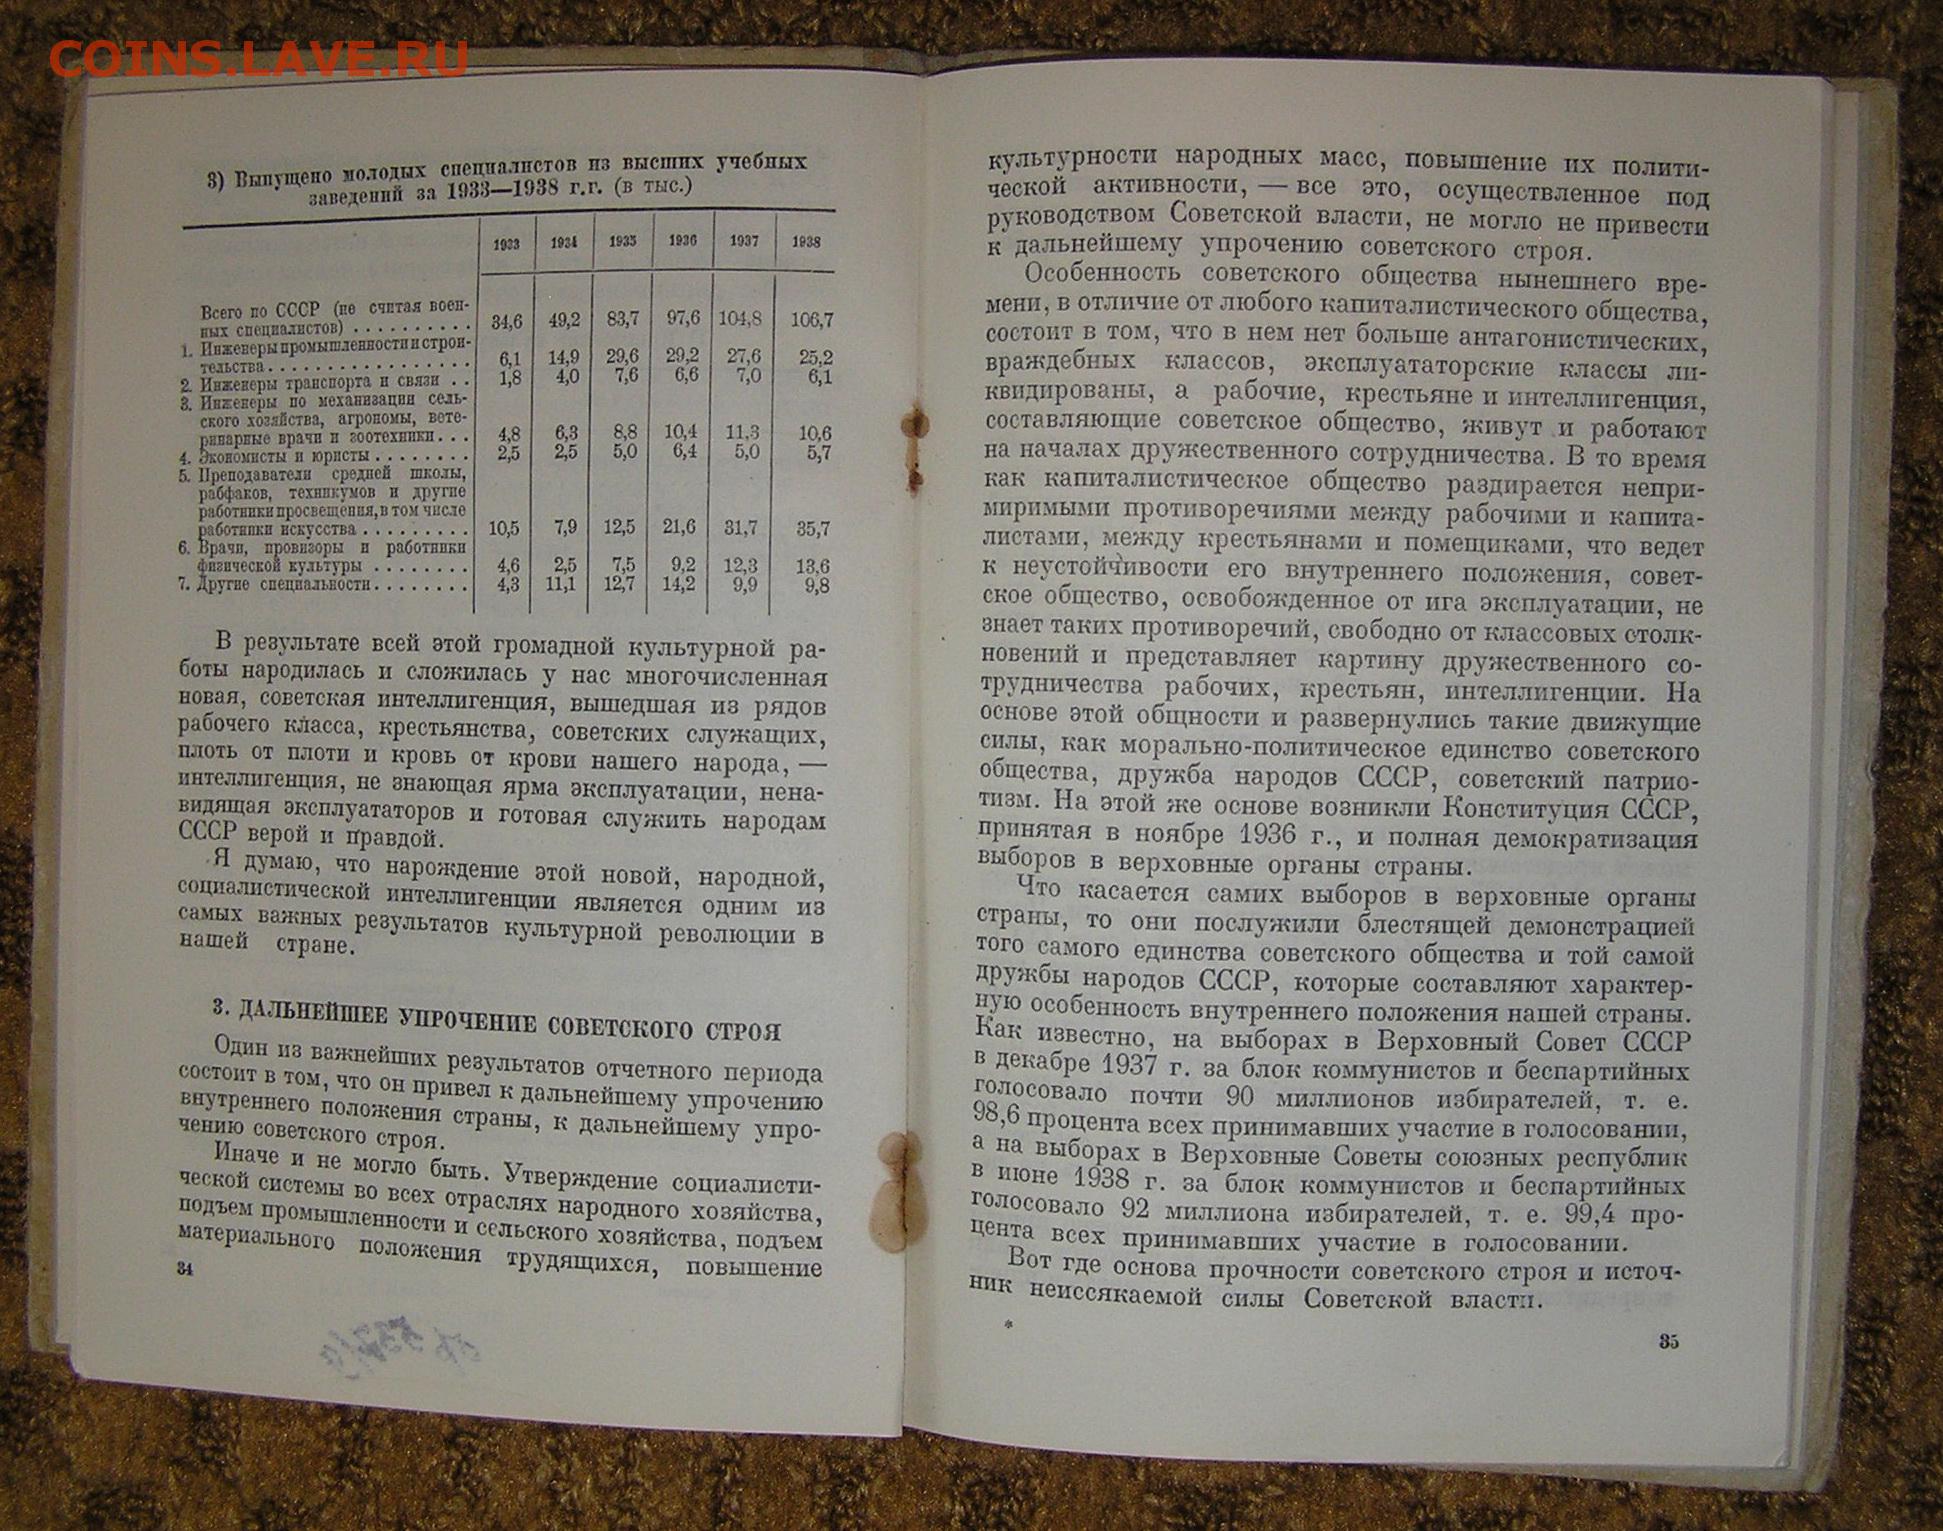 COINS.LAVE.RU
3) Выпущено молодых специалистов из высших учебных
заведений за 1933—1938 г.г. (в тыс.)
1933 1934 1935 1936 1937 1938
Всего по СССР (не считая воен-
ных специалистов) . . . . . . . . . . 34,6 49,2 83,7 97,6 104,8 106,7
1. Инженеры промышленности и строи-
тельства . . . . . . . . . . . . . . . . . 6,1 14,9 29,6 29,2 27,6 25,2
2. Инженеры транспорта и связи . . 1,8 4,0 7,6 6,6 7,0 6,1
3. Инженеры по механизации сель-
ского хозяйства, агрономы, вете-
ринарные врачи и зоотехники . . . 4,8 6,3 8,8 10,4 11,3 10,6
4. Экономисты и юристы . . . . . . . . 2,5 2,5 5,0 6,4 5,0 5,7
5. Преподаватели средней школы,
рабфаков, техникумов и другие
работники просвещения, в том числе
работники искусства . . . . . . . . . 10,5 7,9 12,5 21,6 31,7 35,7
6. Врачи, провизоры и работники
физической культуры . . . . . . . . 4,6 2,5 7,5 9,2 12,3 13,6
7. Другие специальности . . . . . . . . 4,3 11,1 12,7 14,2 9,9 9,8
В результате всей этой громадной культурной ра-
боты народилась и сложилась у нас многочисленная
новая, советская интеллигенция, вышедшая из рядов
рабочего класса, крестьянства, советских служащих,
плоть от плоти и кровь от крови нашего народа, —
интеллигенция, не знающая ярма эксплуатации, нена-
видящая эксплуататоров и готовая служить народам
СССР верой и правдой.
Я думаю, что нарождение этой новой, народной,
социалистической интеллигенции является одним из
самых важных результатов культурной революции в
нашей стране.
3. ДАЛЬНЕЙШЕЕ УПРОЧЕНИЕ СОВЕТСКОГО СТРОЯ
Один из важнейших результатов отчетного периода
состоит в том, что он привел к дальнейшему упрочению
внутреннего положения страны, к дальнейшему упро-
чению советского строя.
Иначе и не могло быть. Утверждение социалисти-
ческой системы во всех отраслях народного хозяйства,
подъем промышленности и сельского хозяйства, подъем
материального положения трудящихся, повышение
34
культурности народных масс, повышение их полити-
ческой активности, — все это, осуществленное под
руководством Советской власти, не могло не привести
к дальнейшему упрочению советского строя.
Особенность советского общества нынешнего вре-
мени, в отличие от любого капиталистического общества,
состоит в том, что в нем нет больше антагонистических,
враждебных классов, эксплуататорские классы ли-
квидированы, а рабочие, крестьяне и интеллигенция,
составляющие советское общество, живут и работают
на началах дружественного сотрудничества. В то время
как капиталистическое общество раздирается непри-
миримыми противоречиями между рабочими и капита-
листами, между крестьянами и помещиками, что ведет
к неустойчивости его внутреннего положения, совет-
ское общество, освобожденное от ига эксплуатации, не
знает таких противоречий, свободно от классовых столк-
новений и представляет картину дружественного со-
трудничества рабочих, крестьян, интеллигенции. На
основе этой общности и развернулись такие движущие
силы, как морально-политическое единство советского
общества, дружба народов СССР, советский патрио-
тизм. На этой же основе возникли Конституция СССР,
принятая в ноябре 1936 г., и полная демократизация
выборов в верховные органы страны.
Что касается самих выборов в верховные органы
страны, то они послужили блестящей демонстрацией
того самого единства советского общества и той самой
дружбы народов СССР, которые составляют характер-
ную особенность внутреннего положения нашей страны.
Как известно, на выборах в Верховный Совет СССР
в декабре 1937 г. за блок коммунистов и беспартийных
голосовало почти 90 миллионов избирателей, т. е.
98,6 процента всех принимавших участие в голосовании,
а на выборах в Верховные Советы союзных республик
в июне 1938 г. за блок коммунистов и беспартийных
голосовало 92 миллиона избирателей, т. е. 99,4 про-
цента всех принимавших участие в голосовании.
Вот где основа прочности советского строя и источ-
ник неиссякаемой силы Советской власти.
*
35